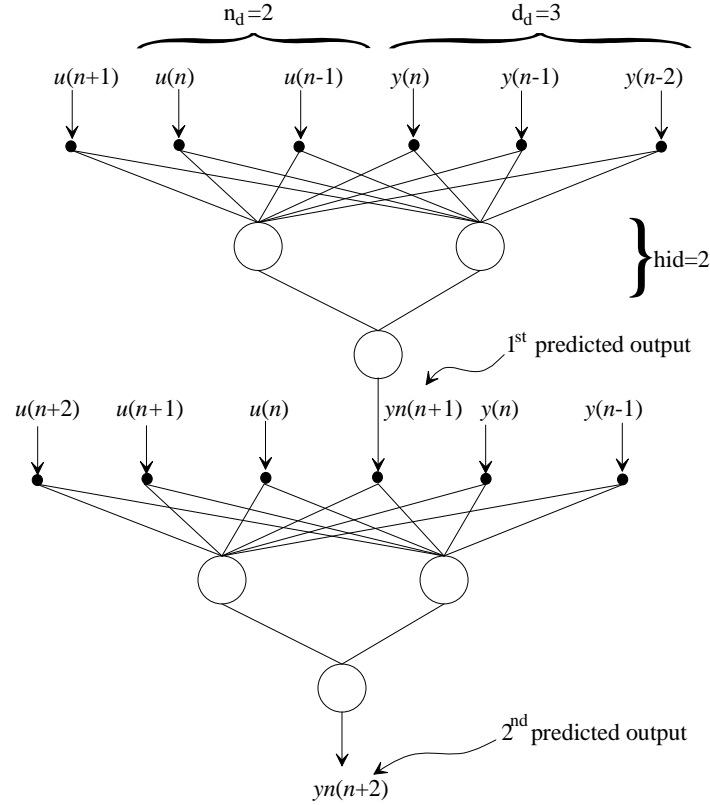 n_d=2 d_d=3
u(n+1) u(n) u(n-1) y(n) y(n-1) y(n-2)
hid=2
1st predicted output
u(n+2) u(n+1) u(n) yn(n+1) y(n) y(n-1)
2nd predicted output
yn(n+2)